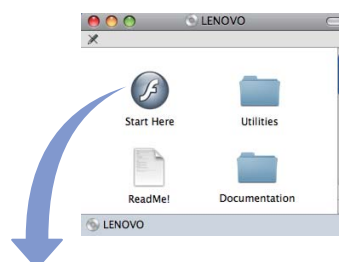 LENOVO
Start Here
Utilities
ReadMe!
Documentation
LENOVO